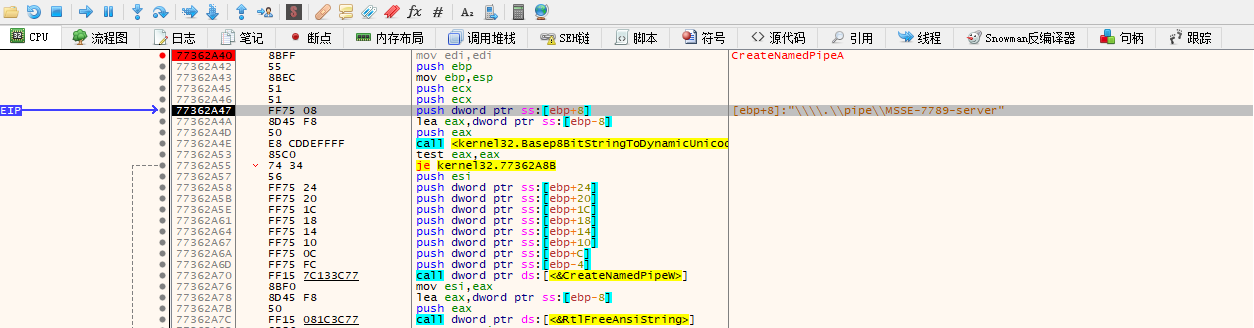 fx # A₂
CPU 流程图 日志 笔记 断点 内存布局 调用堆栈 SEH链 脚本 符号 源代码 引用 线程 Snowman反编译器 句柄 跟踪
77362A40 8BFF mov edi,edi CreateNamedPipeA
77362A42 55 push ebp
77362A43 8BEC mov ebp,esp
77362A45 51 push ecx
77362A46 51 push ecx
EIP 77362A47 FF75 08 push dword ptr ss:[ebp+8] [ebp+8]:"\\\\.\\pipe\\MSSE-7789-server"
77362A4A 8D45 F8 lea eax,dword ptr ss:[ebp-8]
77362A4D 50 push eax
77362A4E E8 CDDEFFFF call <kernel32.Basep8BitStringToDynamicUnicod
77362A53 85C0 test eax,eax
77362A55 74 34 je kernel32.77362A8B
77362A57 56 push esi
77362A58 FF75 24 push dword ptr ss:[ebp+24]
77362A5B FF75 20 push dword ptr ss:[ebp+20]
77362A5E FF75 1C push dword ptr ss:[ebp+1C]
77362A61 FF75 18 push dword ptr ss:[ebp+18]
77362A64 FF75 14 push dword ptr ss:[ebp+14]
77362A67 FF75 10 push dword ptr ss:[ebp+10]
77362A6A FF75 0C push dword ptr ss:[ebp+C]
77362A6D FF75 FC push dword ptr ss:[ebp-4]
77362A70 FF15 7C133C77 call dword ptr ds:[<&CreateNamedPipeW>]
77362A76 8BF0 mov esi,eax
77362A78 8D45 F8 lea eax,dword ptr ss:[ebp-8]
77362A7B 50 push eax
77362A7C FF15 081C3C77 call dword ptr ds:[<&RtlFreeAnsiString>]